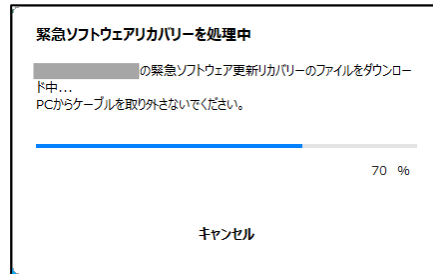 緊急ソフトウェアリカバリーを処理中
の緊急ソフトウェア更新リカバリーのファイルをダウンロー
ド中...
PCからケーブルを取り外さないでください。
70 %
キャンセル